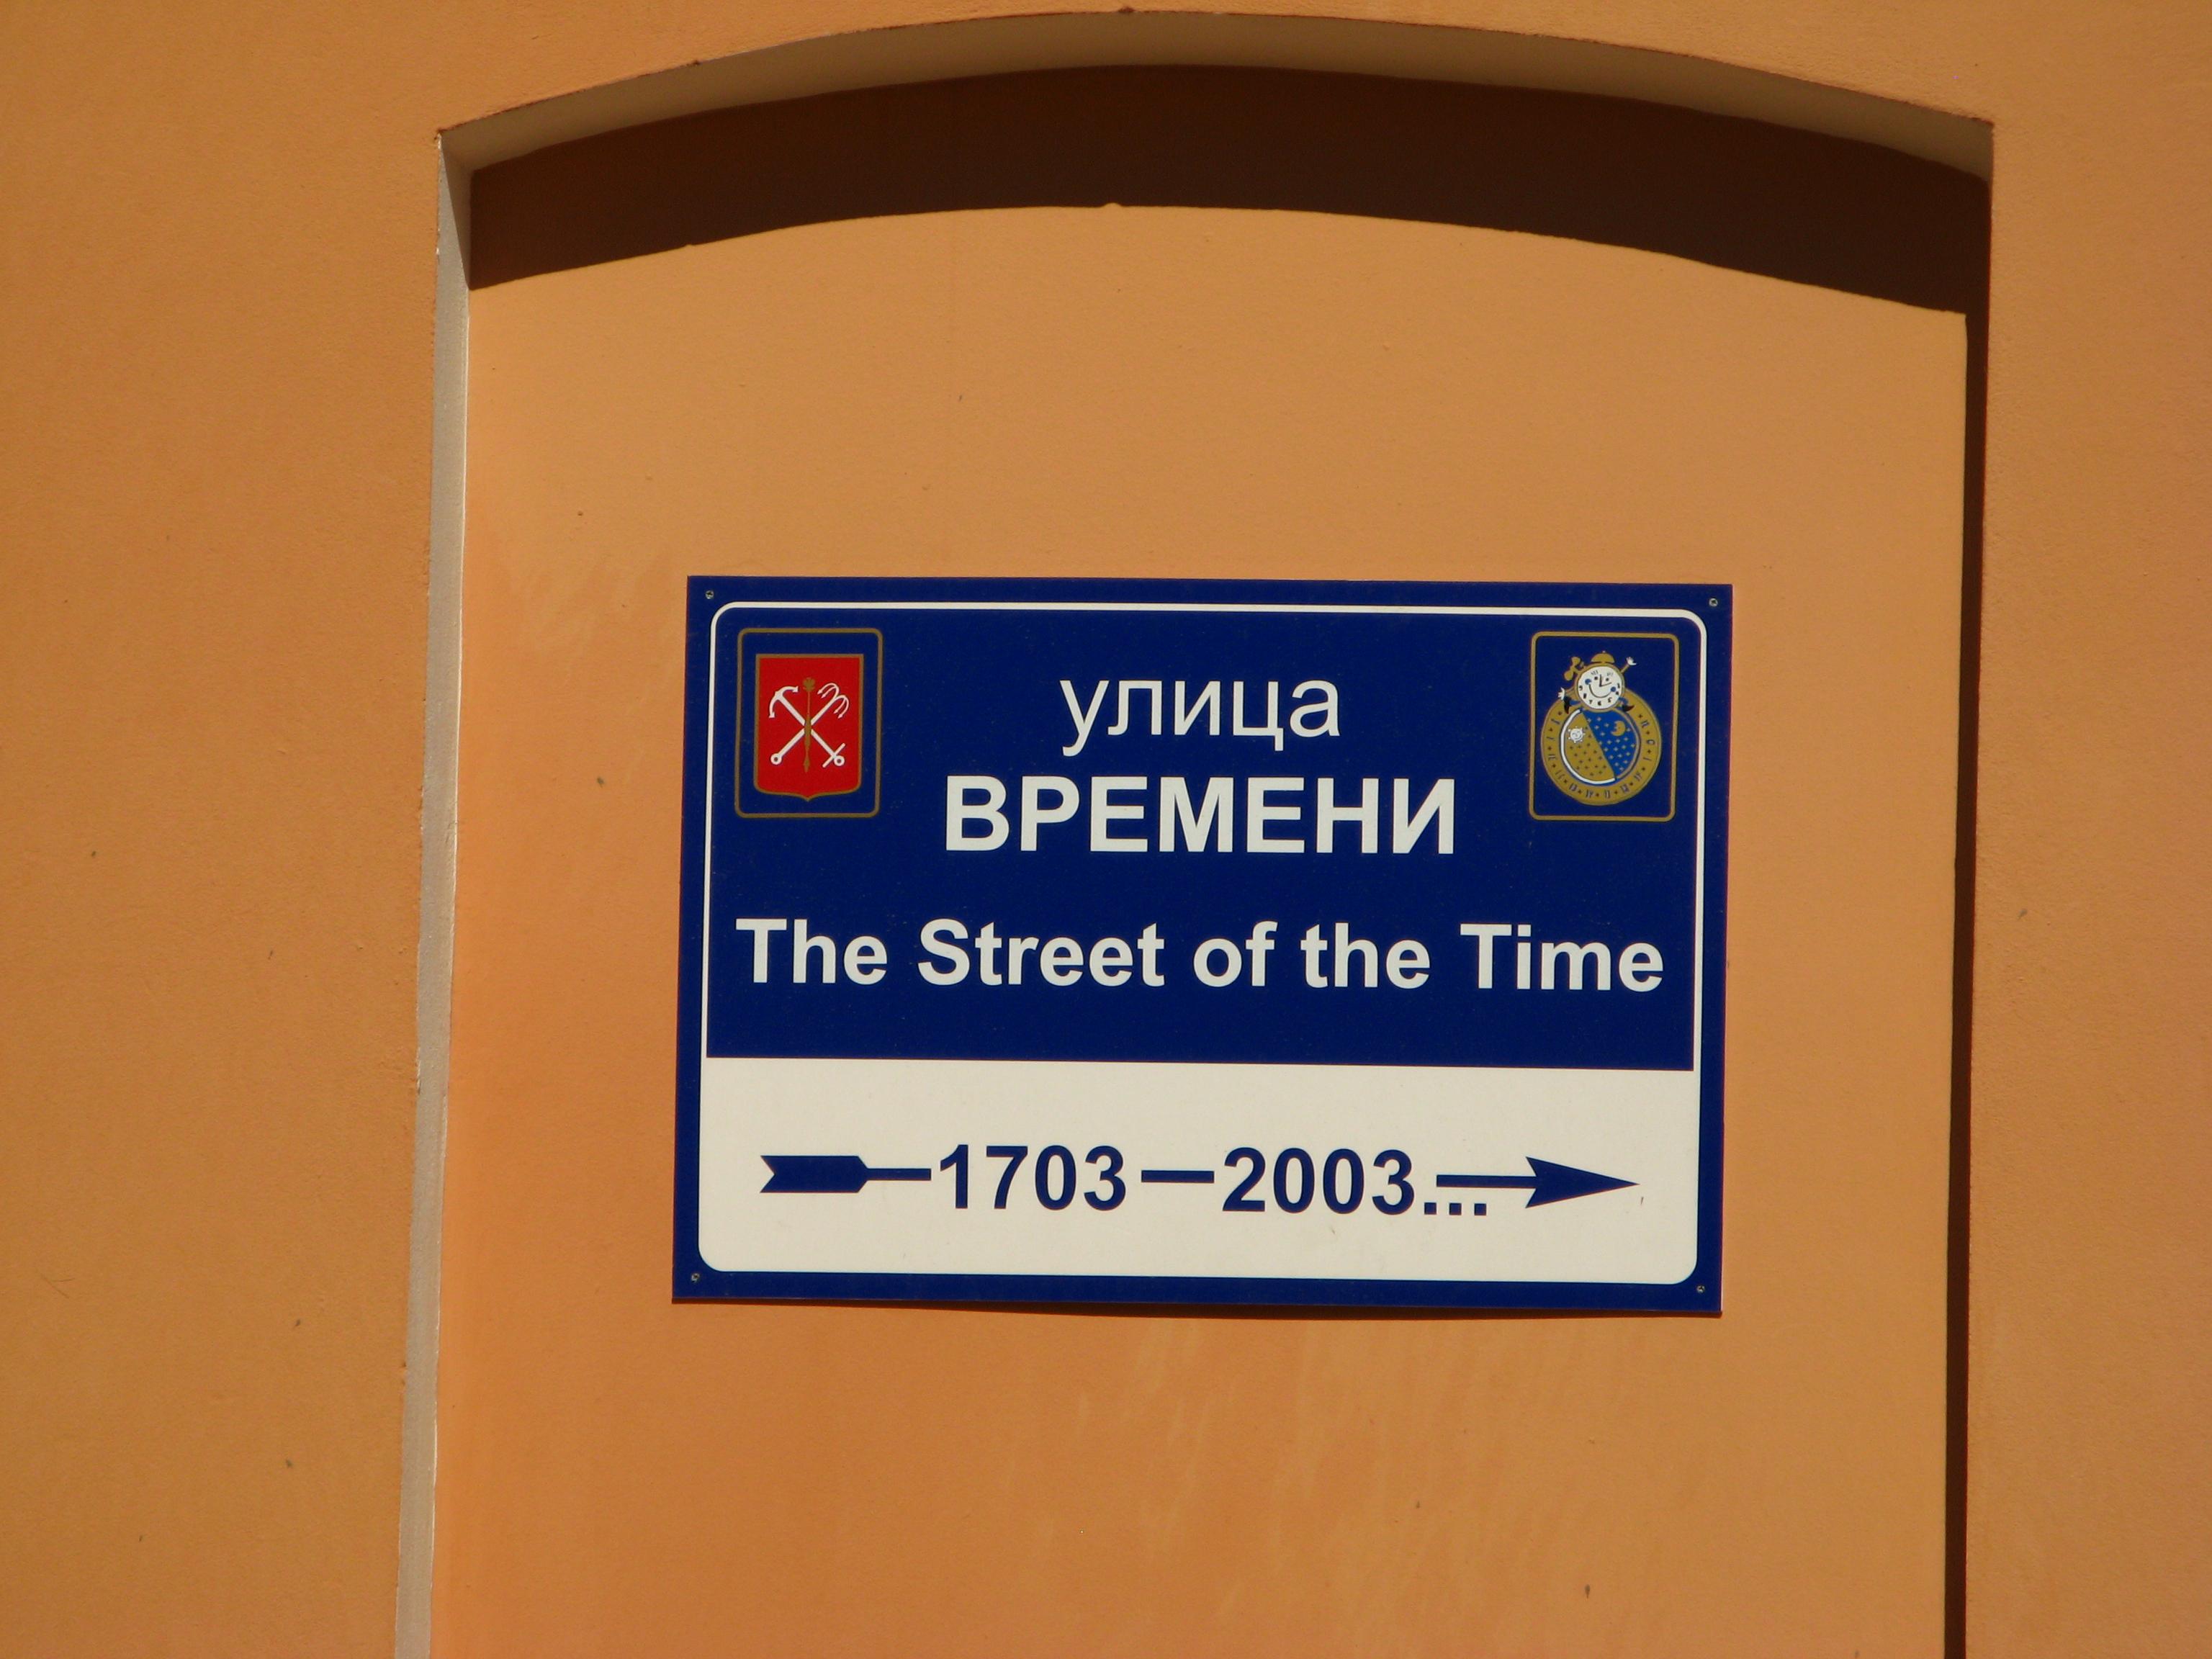 улица
ВРЕМЕНИ
The Street of the Time
1703—2003...